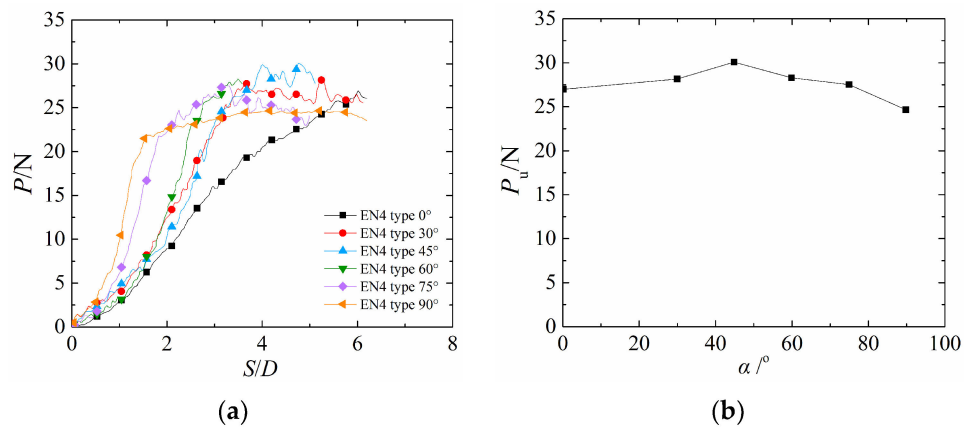 35
30
25
20
15
10
5
0
P/N
0 2 4 6 8
S/D
EN4 type 0°
EN4 type 30°
EN4 type 45°
EN4 type 60°
EN4 type 75°
EN4 type 90°
(a)
35
30
25
20
15
10
5
0
Pu/N
0 20 40 60 80 100
α /°
(b)